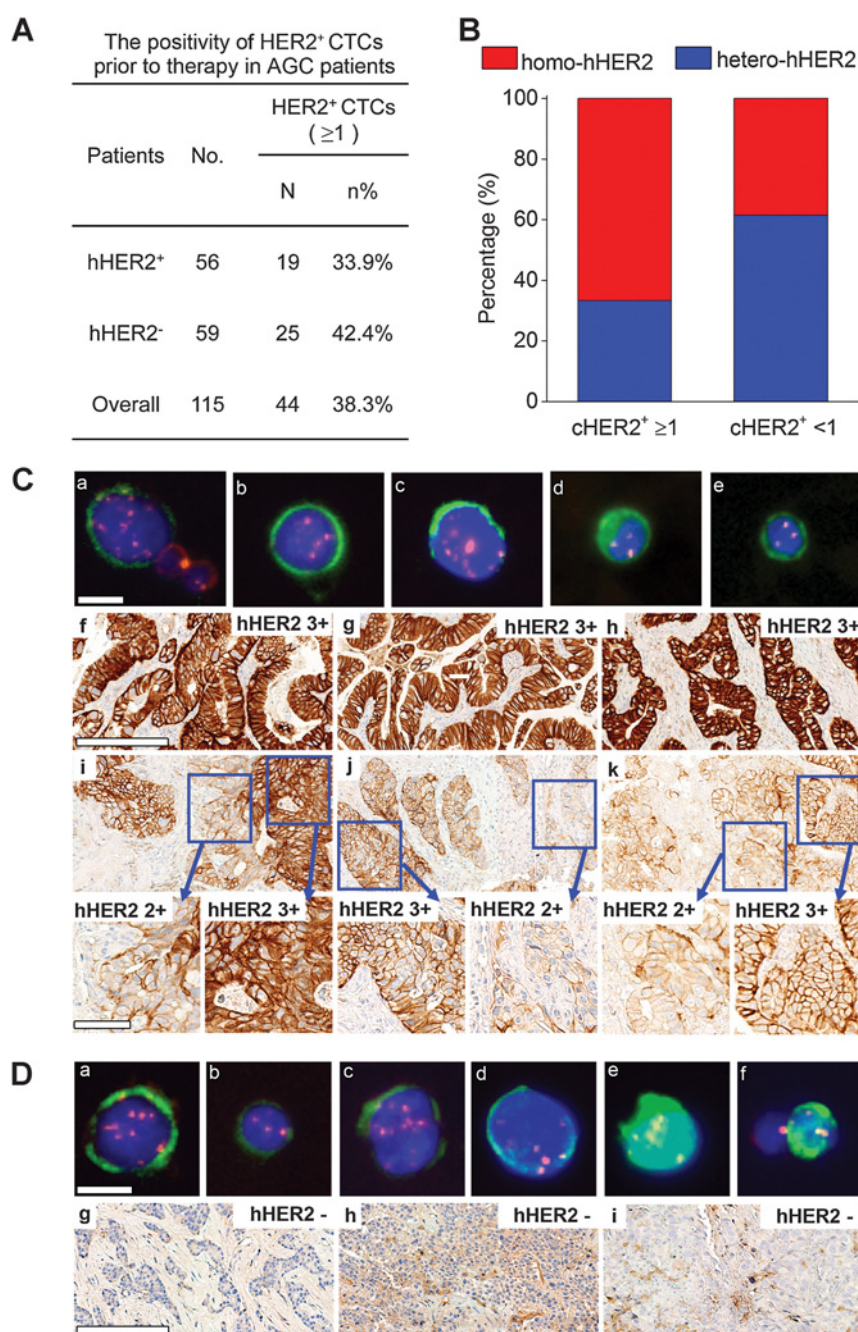 A
The positivity of HER2⁺ CTCs
prior to therapy in AGC patients
Patients No. HER2⁺ CTCs
( ≥1 )
N n%
hHER2⁺ 56 19 33.9%
hHER2⁻ 59 25 42.4%
Overall 115 44 38.3%
B
homo-hHER2 hetero-hHER2
Percentage (%)
100
80
60
40
20
0
cHER2⁺ ≥1 cHER2⁺ <1
C
a b c d e
f hHER2 3+ g hHER2 3+ h hHER2 3+
i j k
hHER2 2+ hHER2 3+ hHER2 3+ hHER2 2+ hHER2 2+ hHER2 3+
D
a b c d e f
g hHER2 - h hHER2 - i hHER2 -